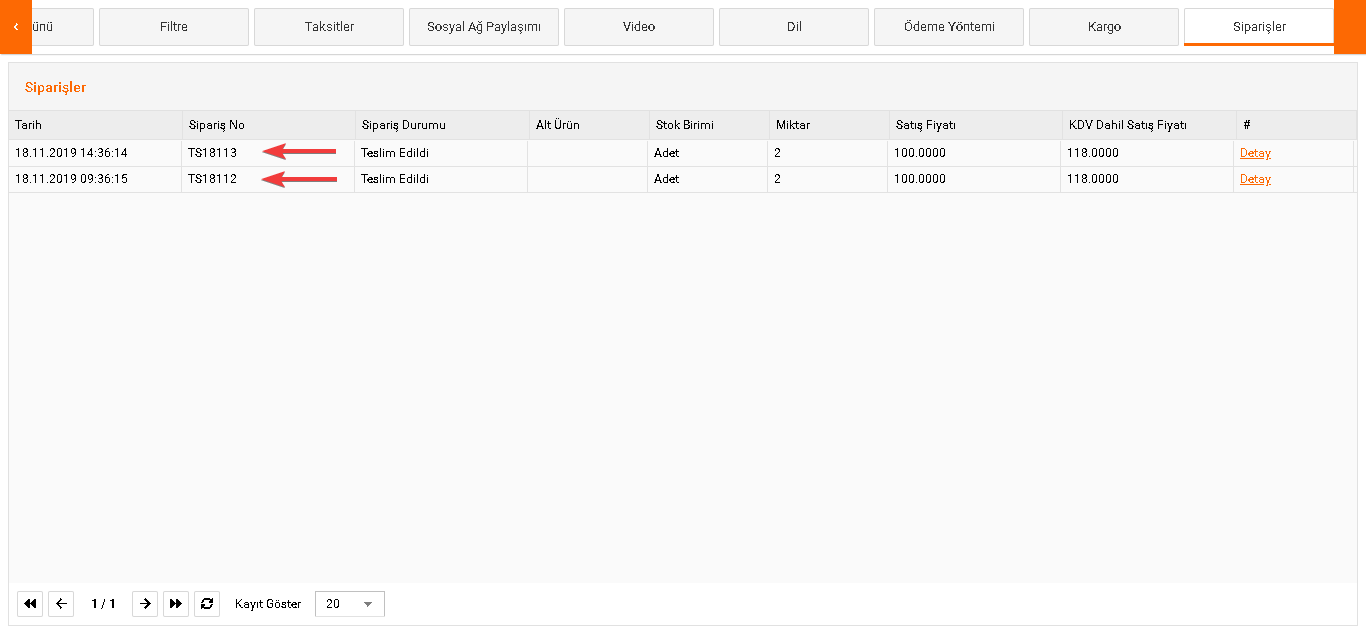 ünü Filtre Taksitler Sosyal Ağ Paylaşımı Video Dil Ödeme Yöntemi Kargo Siparişler
Siparişler
Tarih Sipariş No Sipariş Durumu Alt Ürün Stok Birimi Miktar Satış Fiyatı KDV Dahil Satış Fiyatı #
18.11.2019 14:36:14 TS18113 Teslim Edildi Adet 2 100.0000 118.0000 Detay
18.11.2019 09:36:15 TS18112 Teslim Edildi Adet 2 100.0000 118.0000 Detay
1 / 1 Kayıt Göster 20